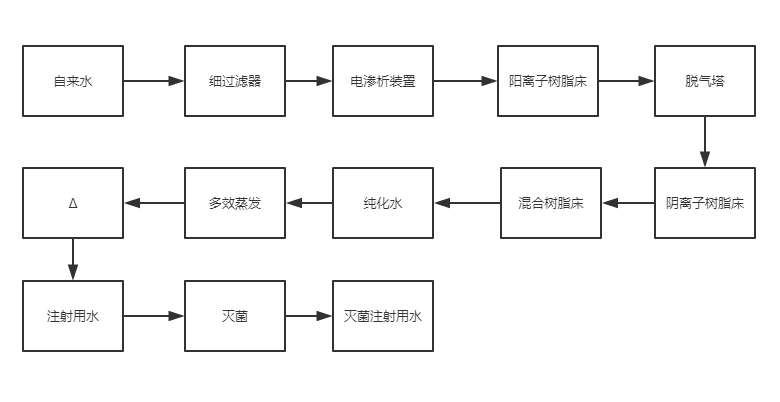 自来水
细过滤器
电渗析装置
阳离子树脂床
脱气塔
阴离子树脂床
混合树脂床
纯化水
多效蒸发
Δ
注射用水
灭菌
灭菌注射用水